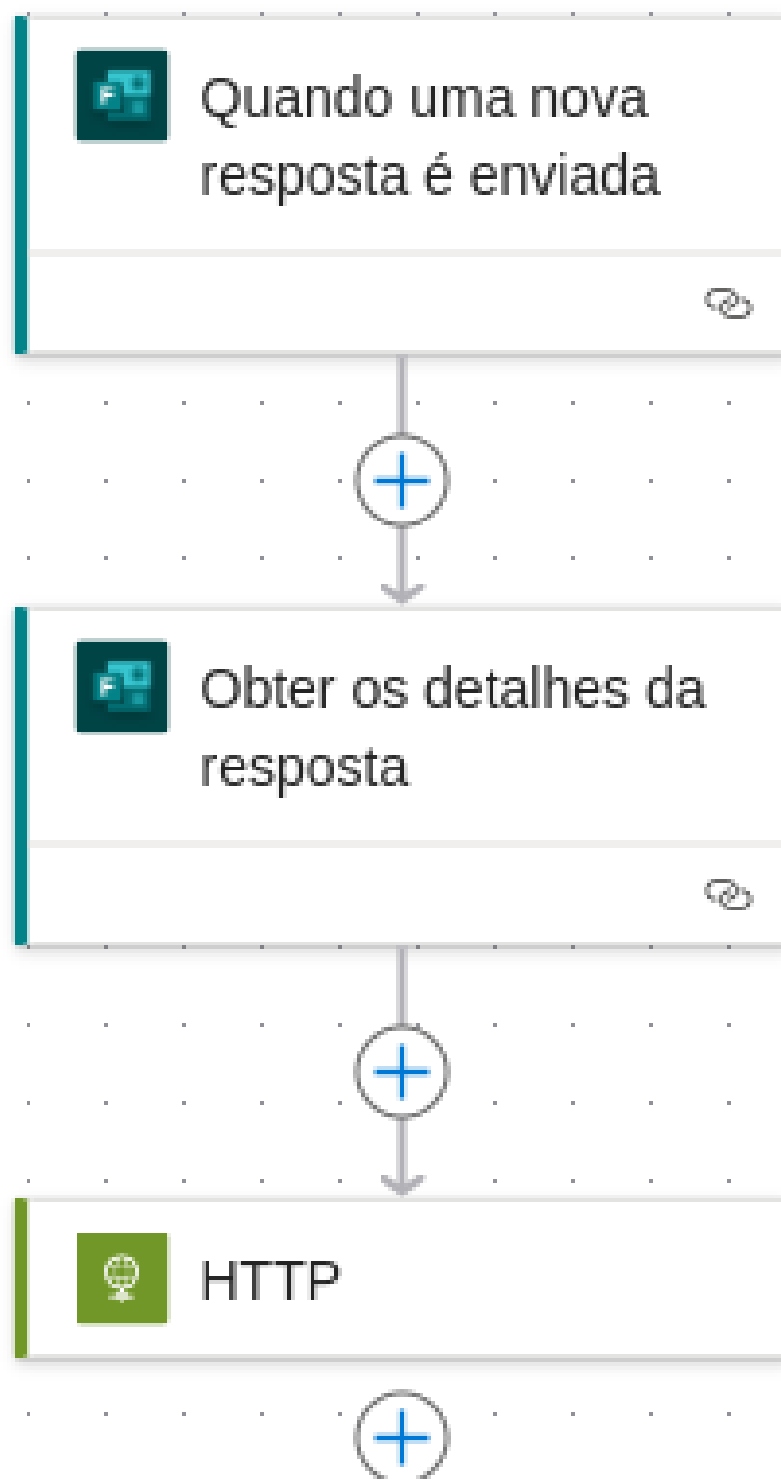 F
Quando uma nova
resposta é enviada
F
Obter os detalhes da
resposta
HTTP